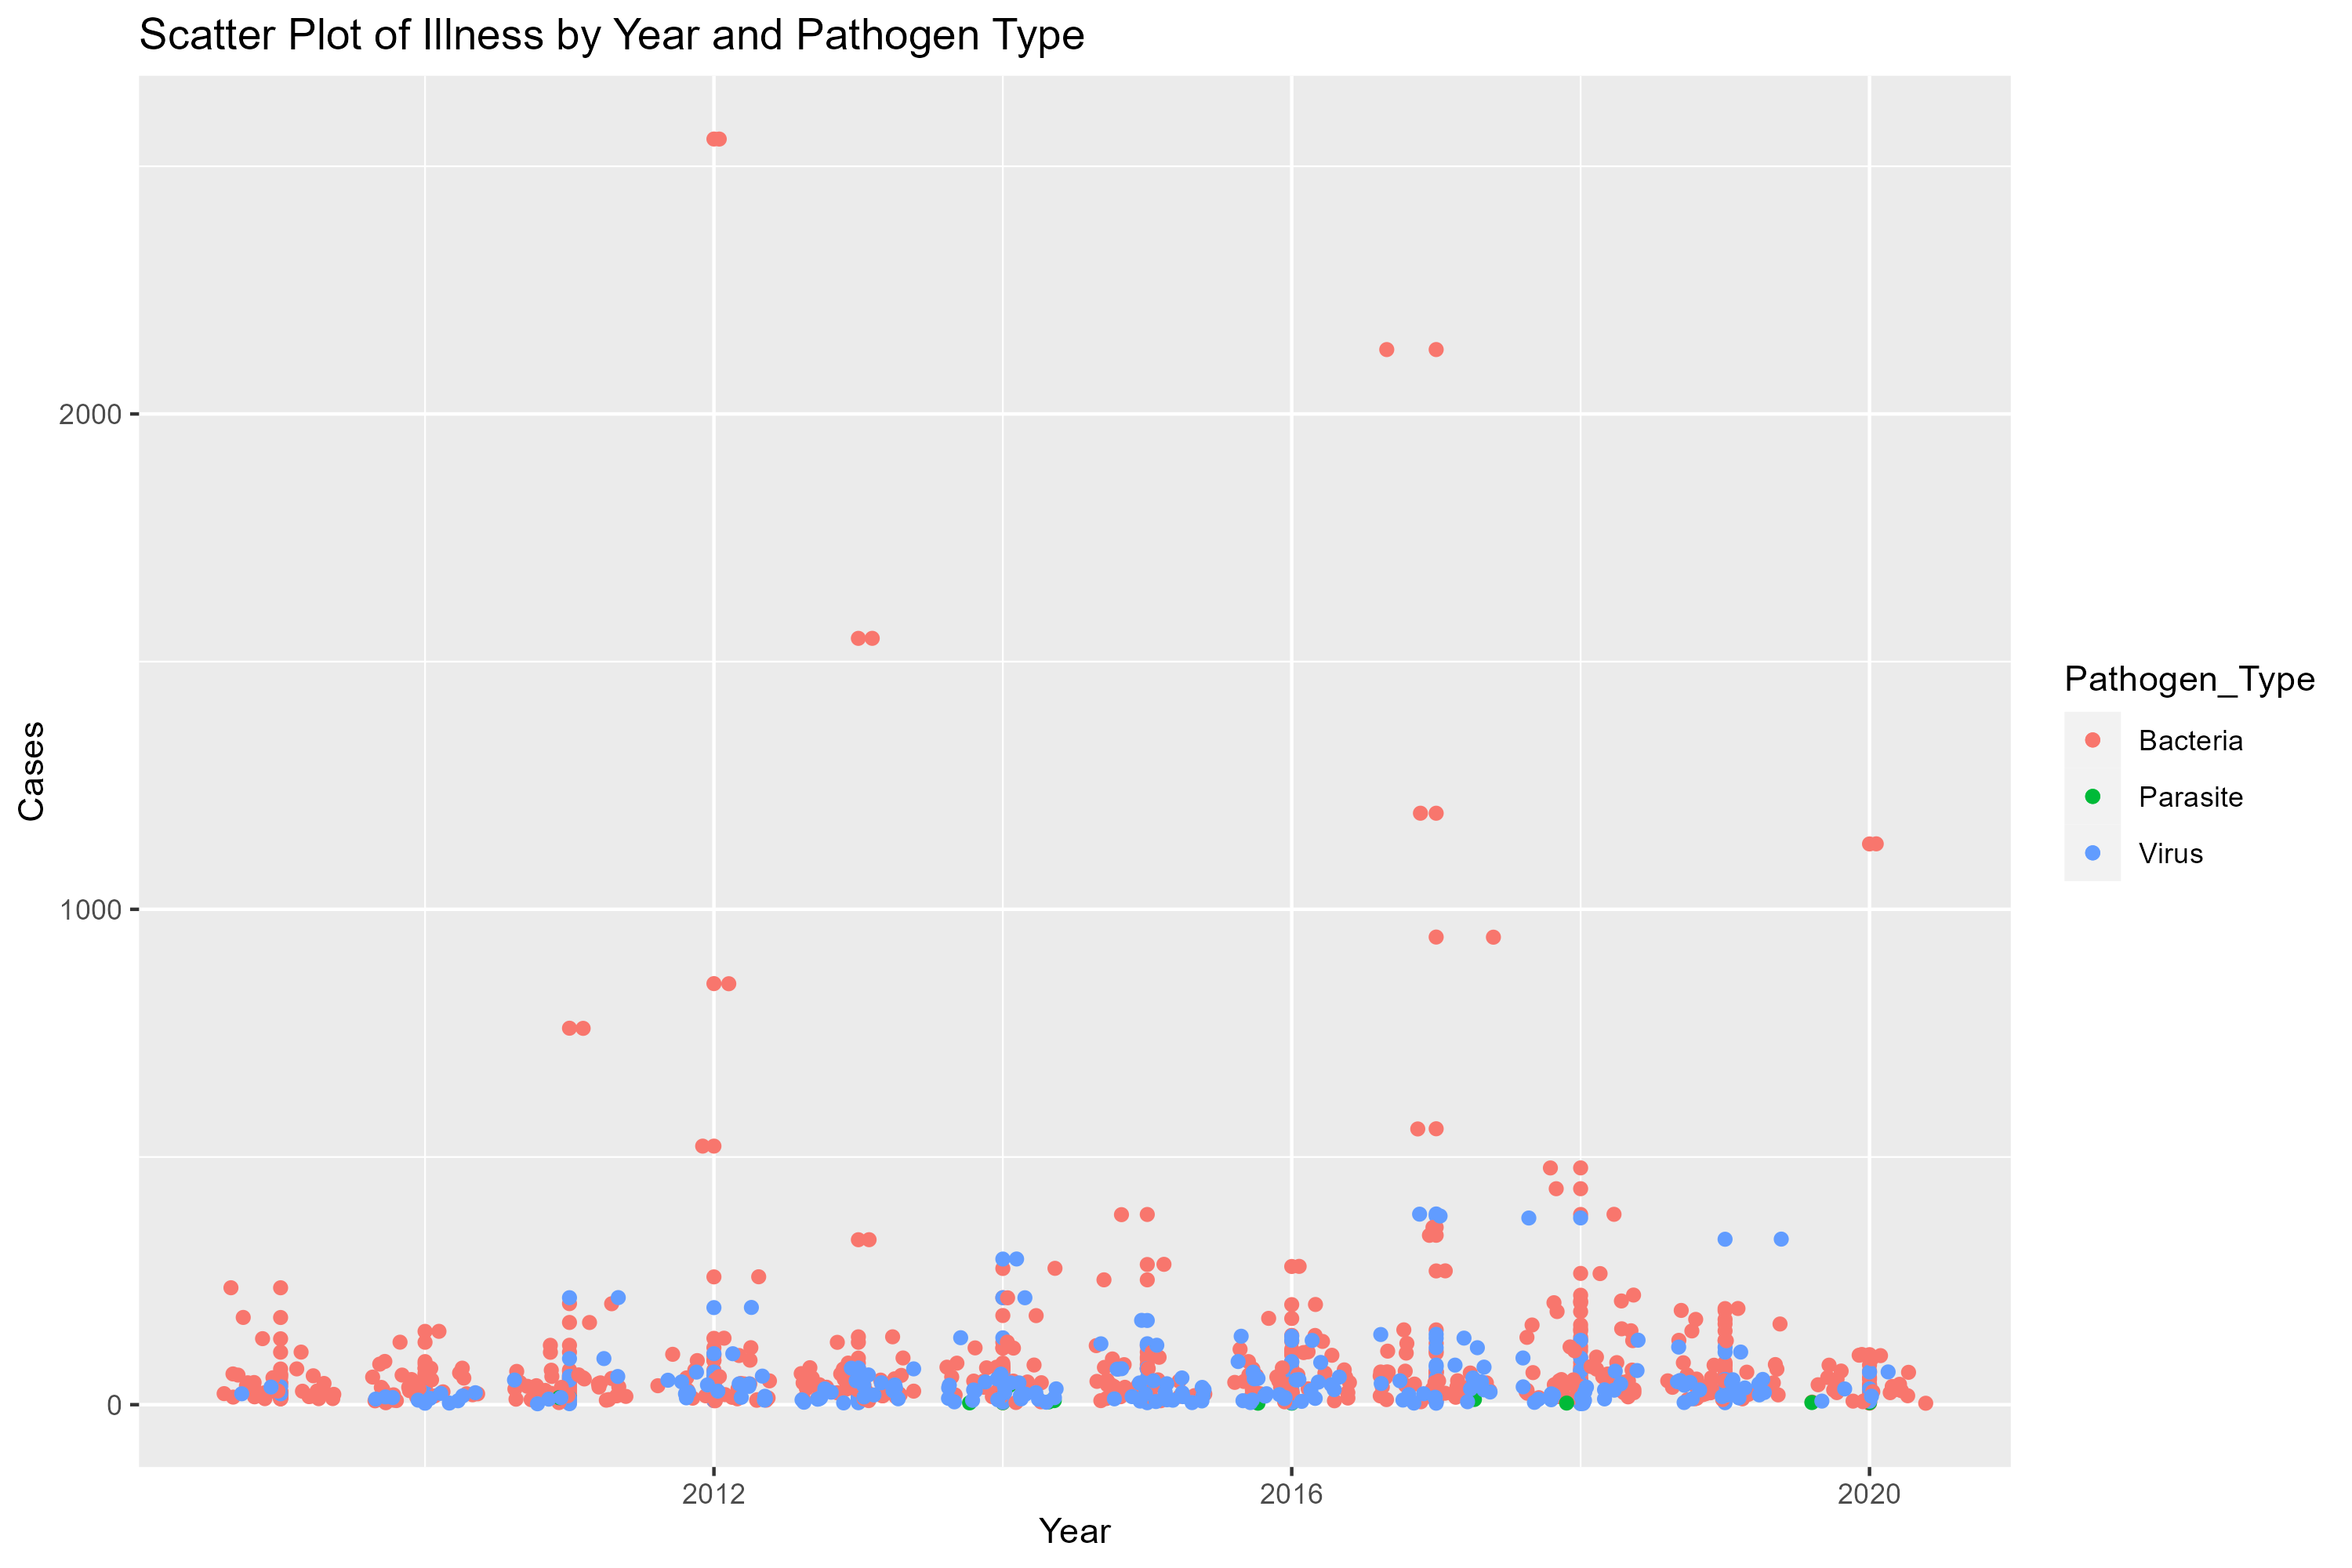 Scatter Plot of Illness by Year and Pathogen Type
Cases
2000
1000
0
2012
2016
2020
Year
Pathogen_Type
Bacteria
Parasite
Virus